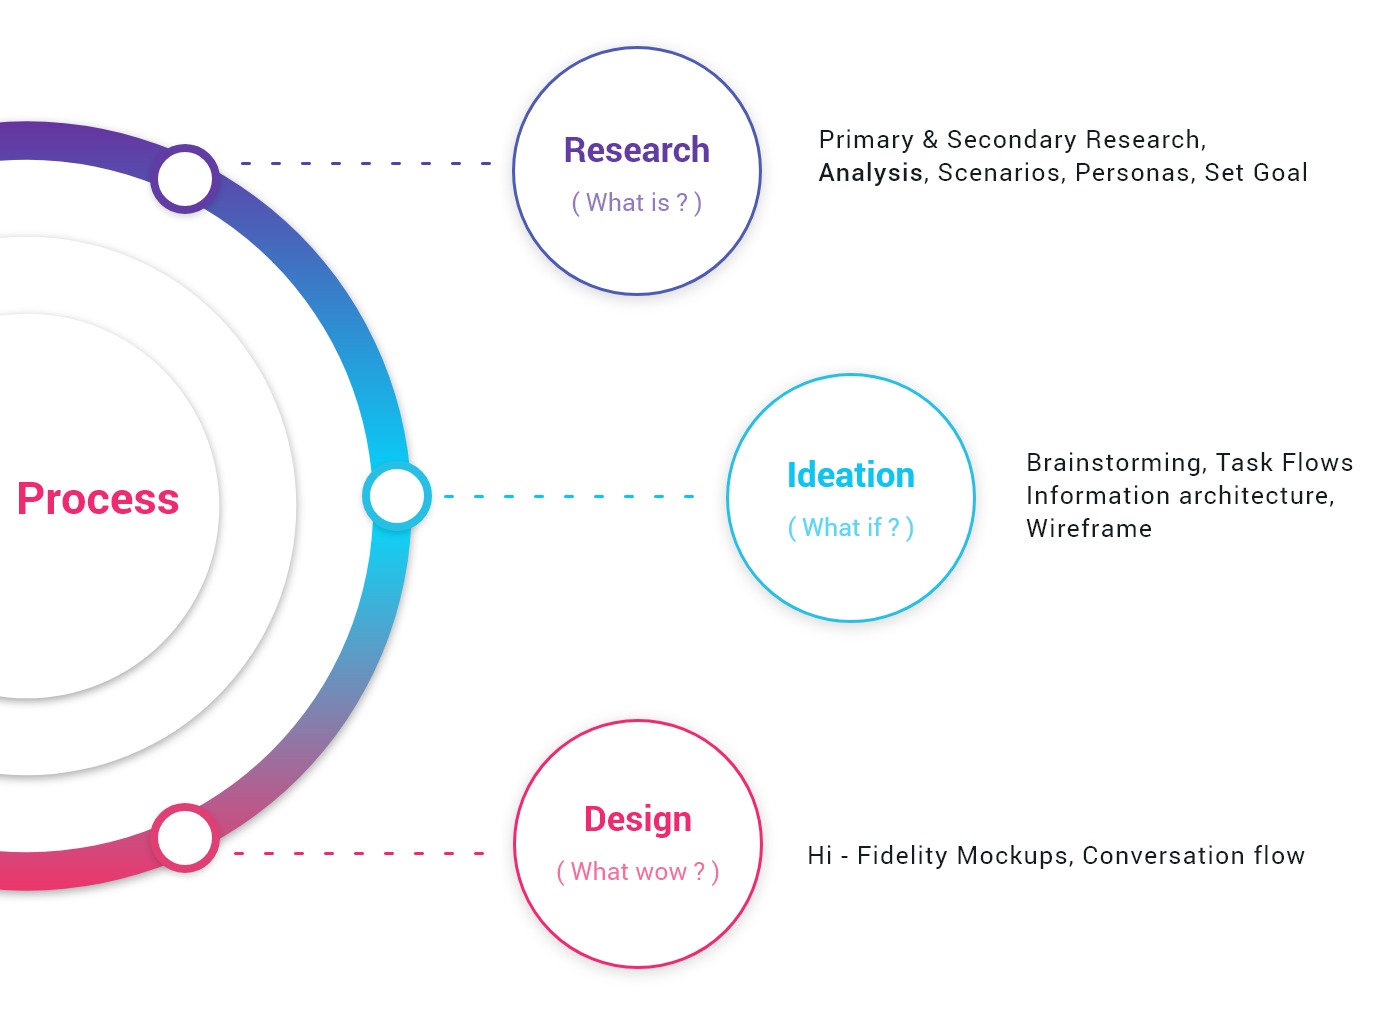 Process
Research
( What is ? )
Primary & Secondary Research,
Analysis, Scenarios, Personas, Set Goal
Ideation
( What if ? )
Brainstorming, Task Flows
Information architecture,
Wireframe
Design
( What wow ? )
Hi - Fidelity Mockups, Conversation flow